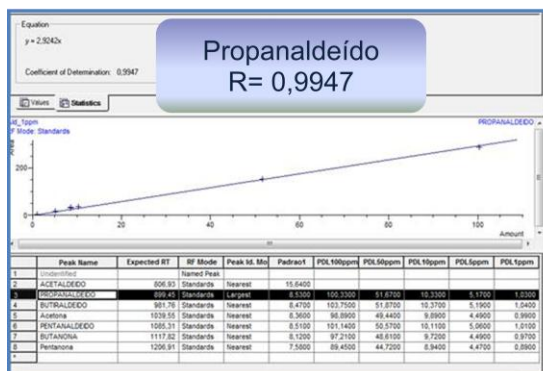 Equation
y = 2,9242x
Coefficient of Determination: 0,9947
Propanaldeído
R= 0,9947
Values Statistics
id_1ppm PROPANALDEIDO
RF Mode: Standards
Area
200
0
0 20 40 60 80 100
Amount
Peak Name Expected RT RF Mode Peak Id. Mo Padrao1 PDL100ppm PDL50ppm PDL10ppm PDL5ppm PDL1ppm
1 Unidentified Named Peak
2 ACETALDEIDO 806,93 Standards Nearest 15,6400
3 PROPANALDEIDO 899,45 Standards Largest 8,5300 100,3300 51,6700 10,3300 5,1700 1,0300
4 BUTIRALDEIDO 981,76 Standards Nearest 8,4700 103,7500 51,8700 10,3700 5,1900 1,0400
5 Acetona 1039,55 Standards Nearest 8,3600 98,8900 49,4400 9,8900 4,4900 0,9900
6 PENTANALDEIDO 1085,31 Standards Nearest 8,5100 101,1400 50,5700 10,1100 5,0600 1,0100
7 BUTANONA 1117,82 Standards Nearest 8,1200 97,2100 48,6100 9,7200 4,4900 0,9700
8 Pentanona 1206,91 Standards Nearest 7,5800 89,4500 44,7200 8,9400 4,4700 0,8900
*